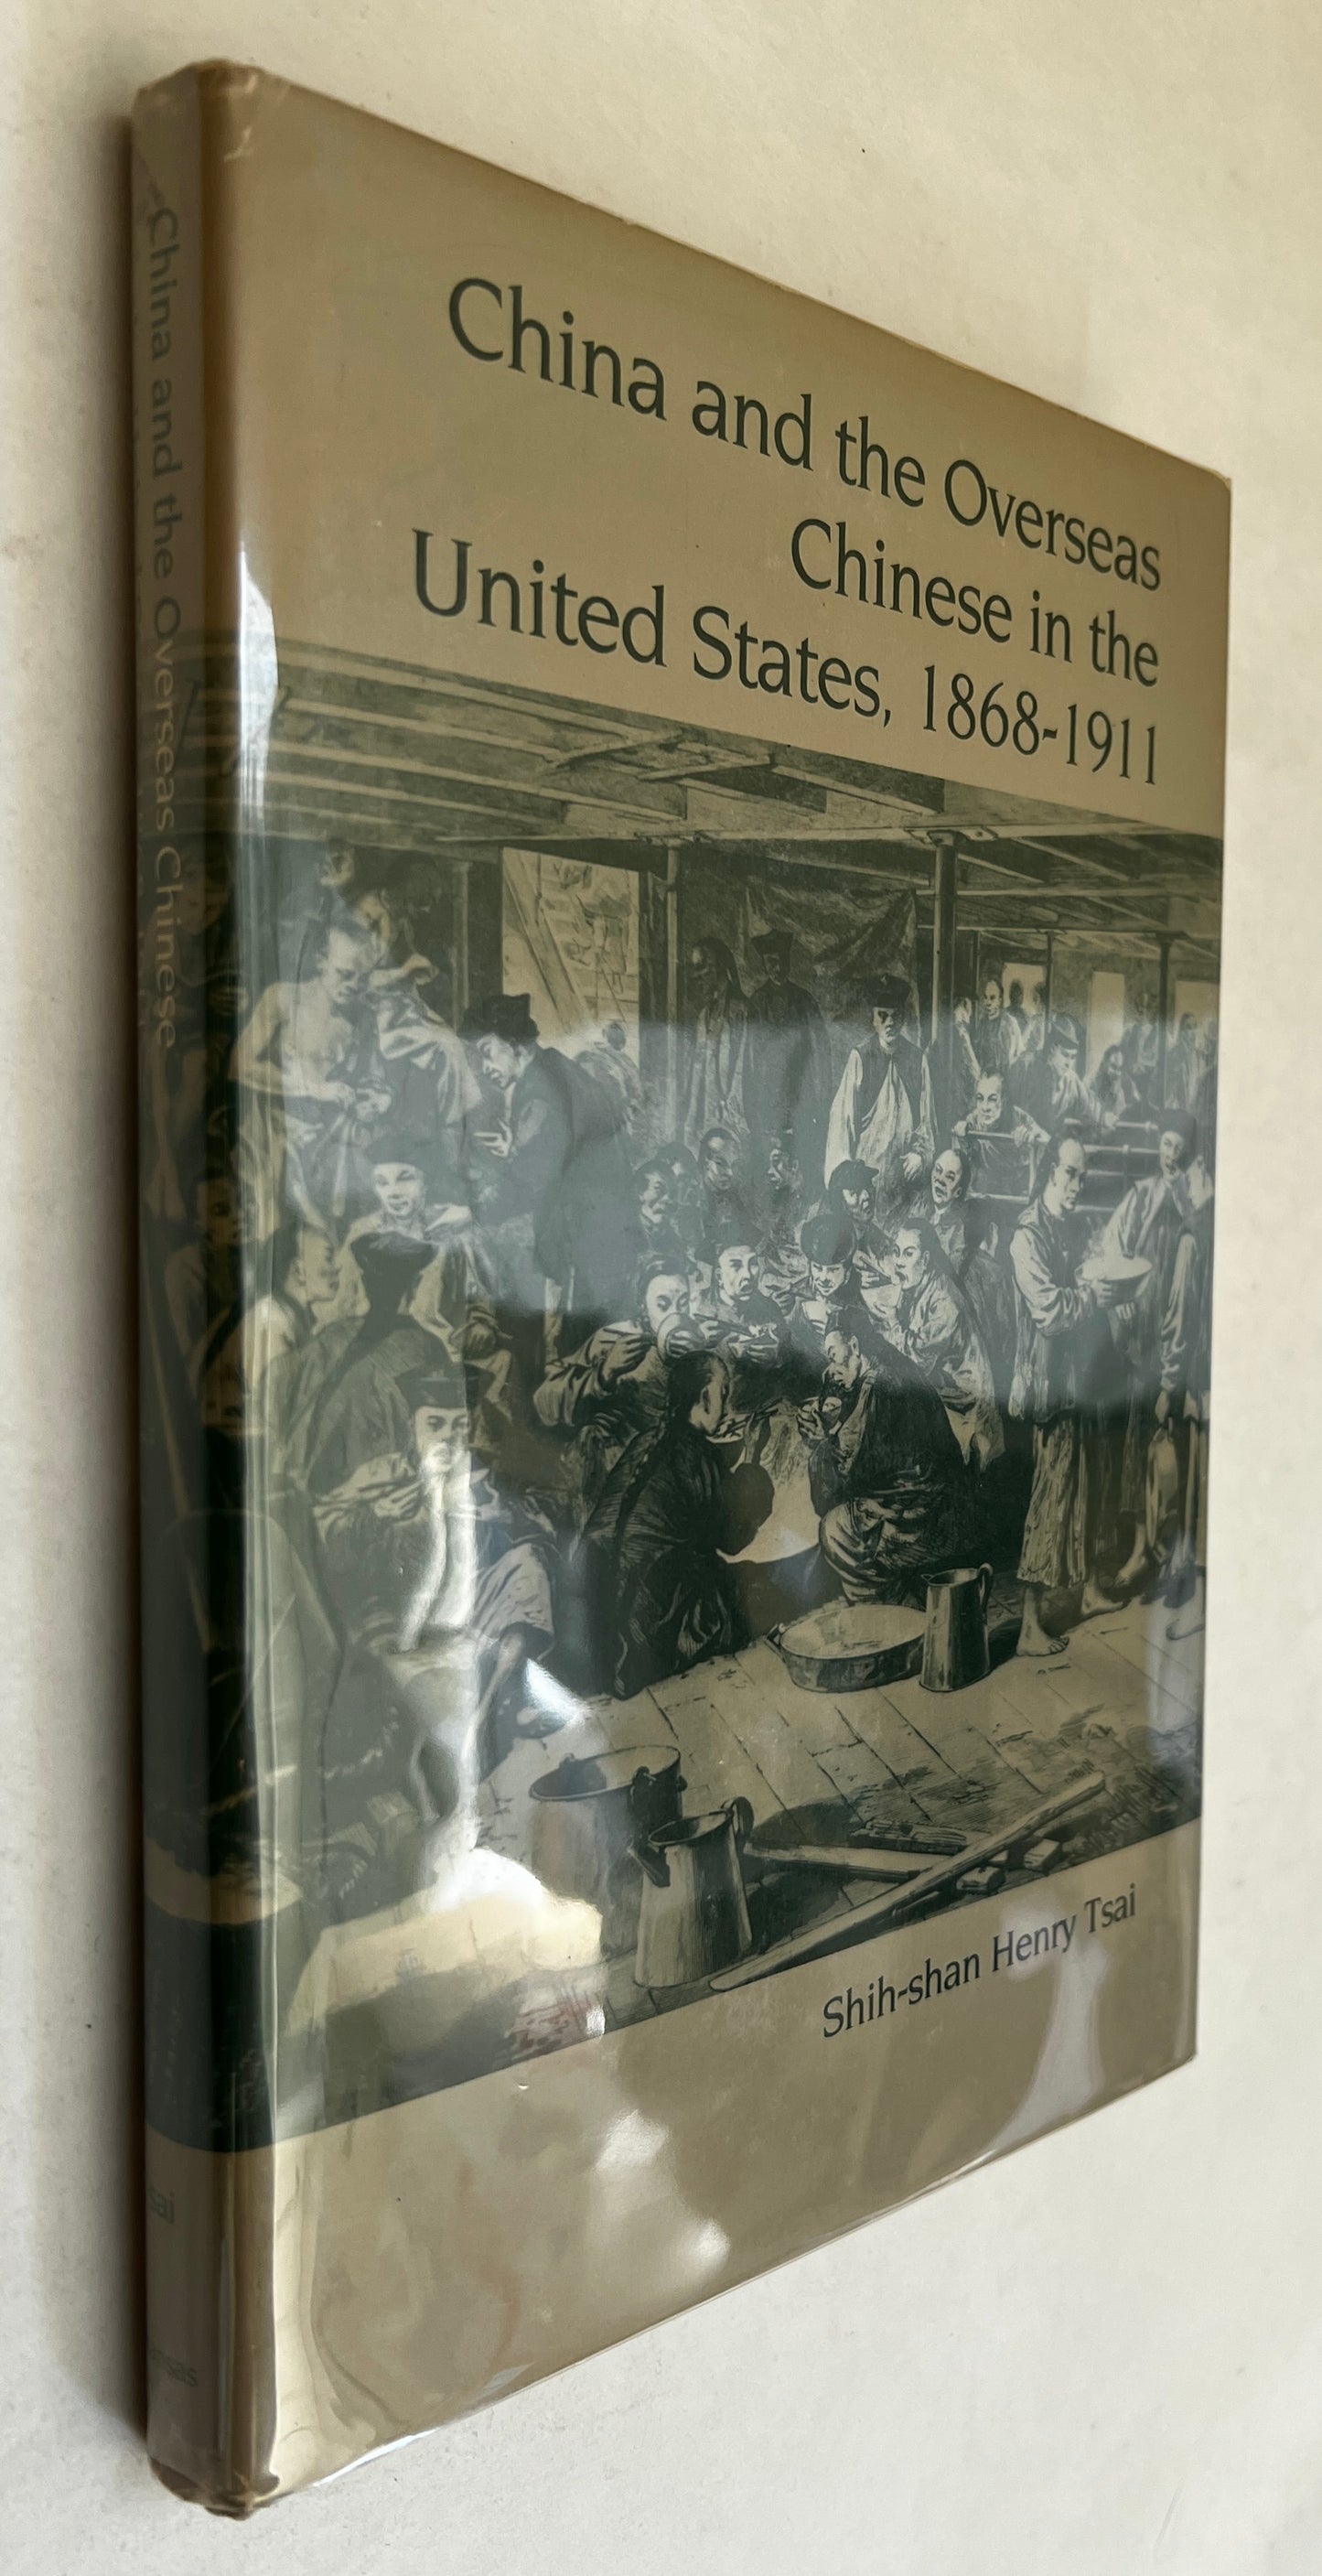 China and the Overseas
Chinese in the
United States, 1868-1911
Shih-shan Henry Tsai
China and the Overseas Chinese